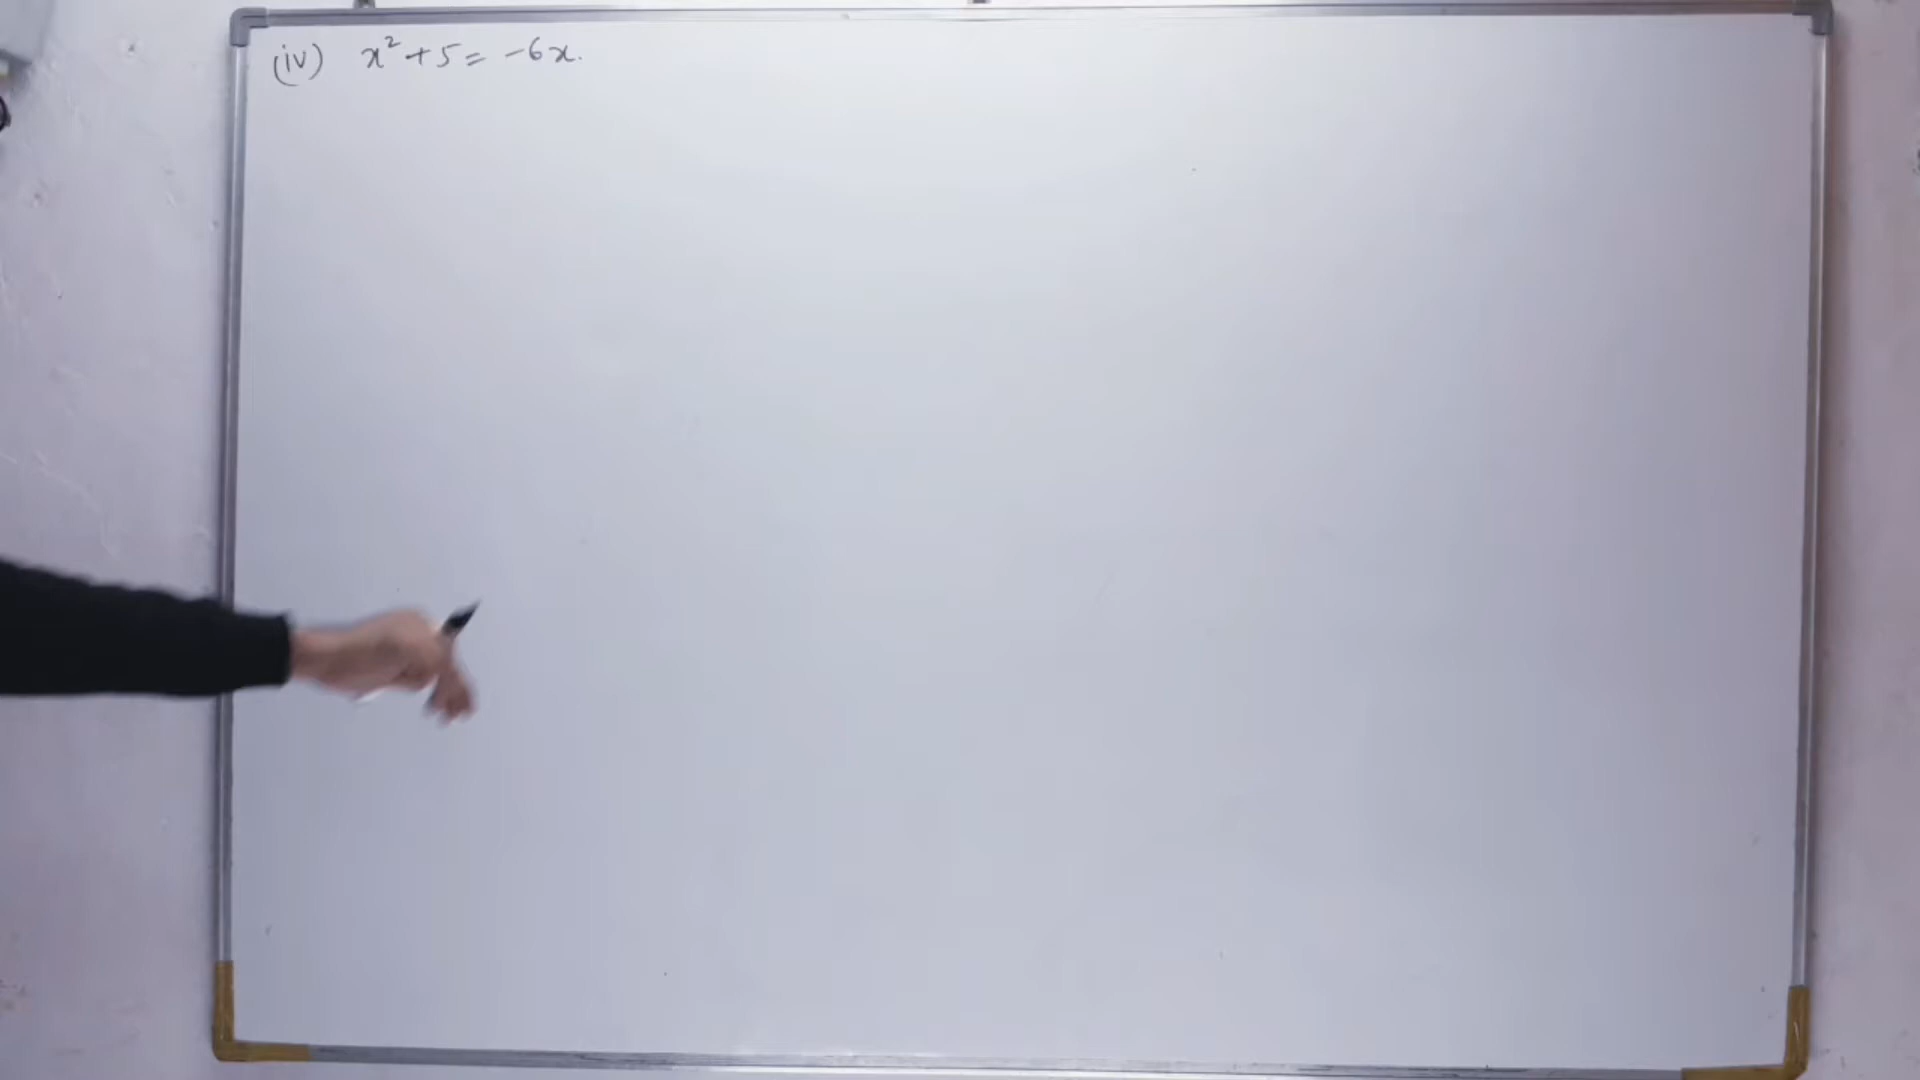 (iv) x² + 5 = -6x.